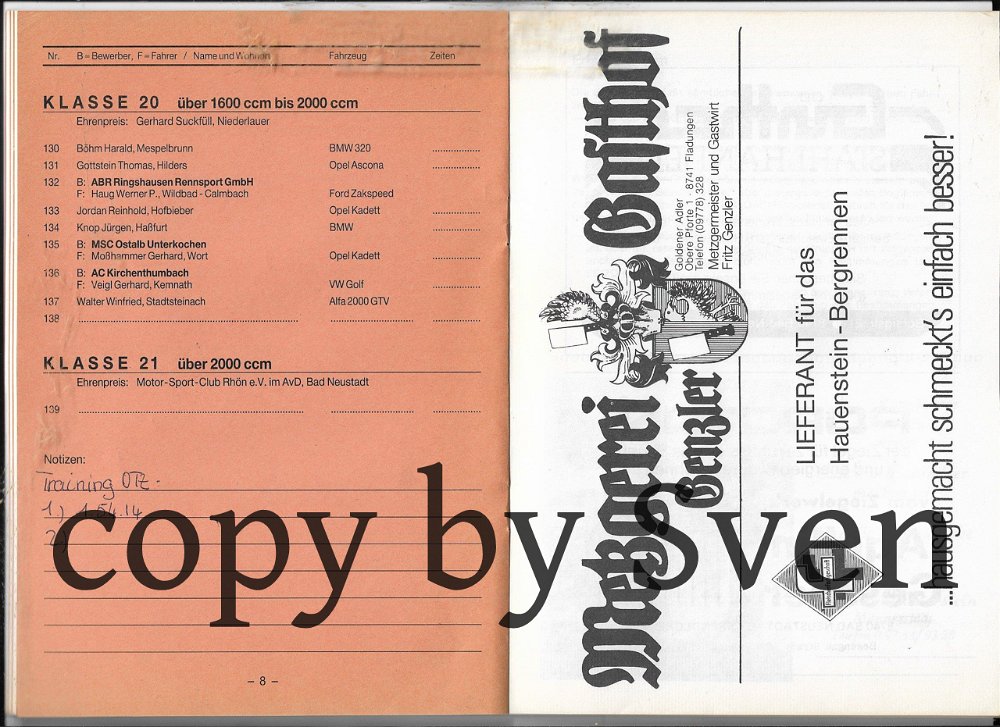 Nr. B = Bewerber, F = Fahrer / Name und Wohnort Fahrzeug Zeiten
KLASSE 20 über 1600 ccm bis 2000 ccm
Ehrenpreis: Gerhard Suckfüll, Niederlauer
130 Böhm Harald, Mespelbrunn BMW 320 ................
131 Gottstein Thomas, Hilders Opel Ascona ................
132 B: ABR Ringshausen Rennsport GmbH
F: Haug Werner P., Wildbad - Calmbach Ford Zakspeed
133 Jordan Reinhold, Hofbieber Opel Kadett ................
134 Knop Jürgen, Haßfurt BMW ................
135 B: MSC Ostalb Unterkochen
F: Moßhammer Gerhard, Wort Opel Kadett ................
136 B: AC Kirchenthumbach
F: Veigl Gerhard, Kemnath VW Golf ................
137 Walter Winfried, Stadtsteinach Alfa 2000 GTV ................
138 ................
KLASSE 21 über 2000 ccm
Ehrenpreis: Motor-Sport-Club Rhön e.V. im AvD, Bad Neustadt
139 ................
Notizen:
Training OTZ -
1.) 1.54.14
2.)
– 8 –
Metzgerei Gasthof
Genzler
Goldener Adler
Obere Pforte 1 · 8741 Fladungen
Telefon (09778) 328
Metzgermeister und Gastwirt
Fritz Genzler
LIEFERANT für das
Hauenstein - Bergrennen
...hausgemacht schmeckt's einfach besser!
copy by Sven